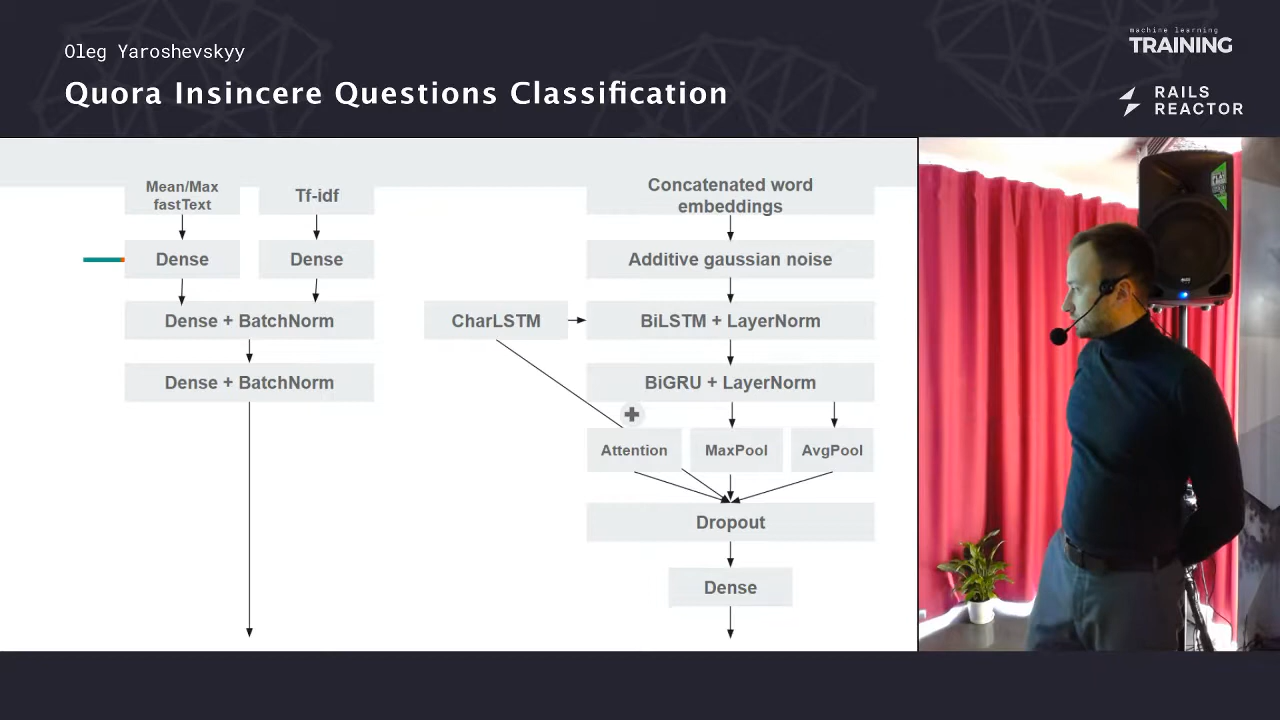 Oleg Yaroshevskyy
Quora Insincere Questions Classification
machine learning
TRAINING
RAILS
REACTOR
Mean/Max
fastText
Tf-idf
Dense
Dense
Dense + BatchNorm
Dense + BatchNorm
Concatenated word
embeddings
Additive gaussian noise
CharLSTM
BiLSTM + LayerNorm
BiGRU + LayerNorm
Attention
MaxPool
AvgPool
Dropout
Dense